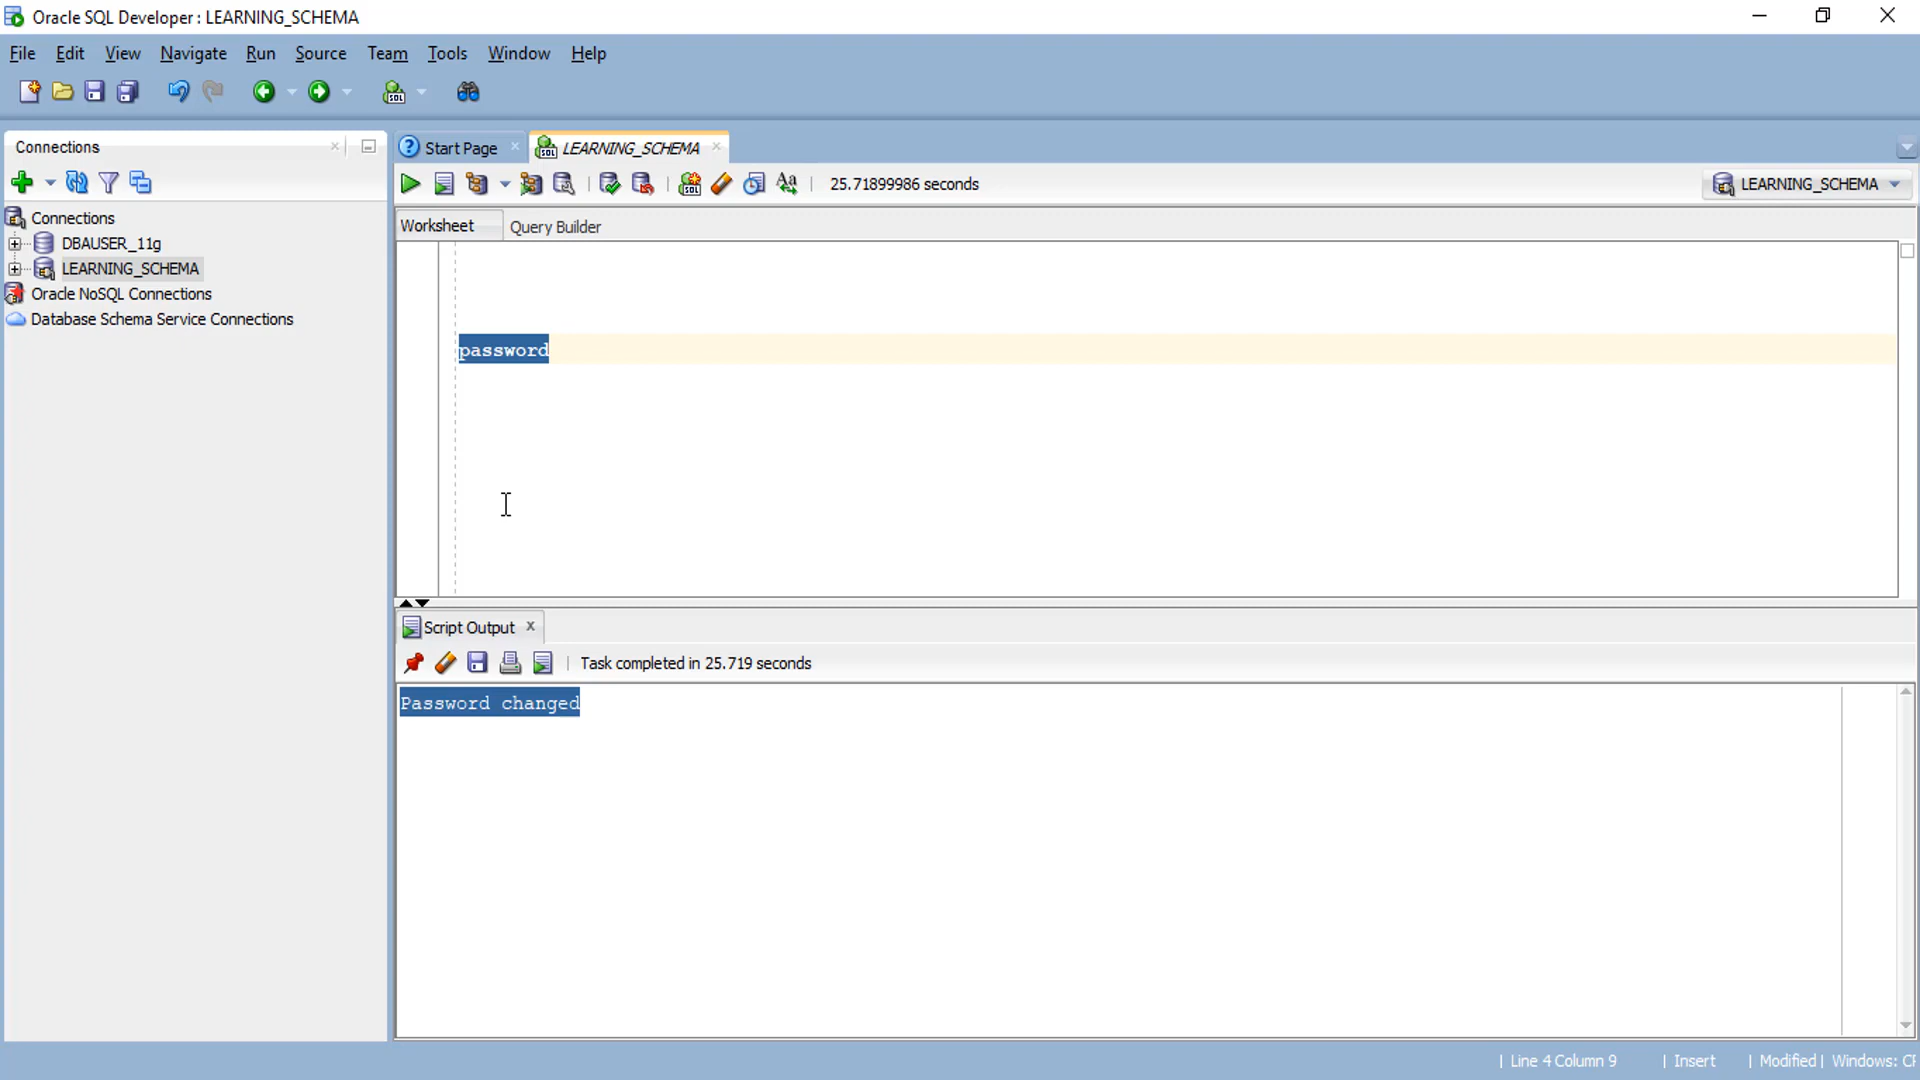 Oracle SQL Developer : LEARNING_SCHEMA
File Edit View Navigate Run Source Team Tools Window Help
Connections
Start Page
LEARNING_SCHEMA
25.71899986 seconds
LEARNING_SCHEMA
Worksheet
Query Builder
Connections
DBAUSER_11g
LEARNING_SCHEMA
Oracle NoSQL Connections
Database Schema Service Connections
password
Script Output
Task completed in 25.719 seconds
Password changed
Line 4 Column 9 | Insert | Modified | Windows: CF